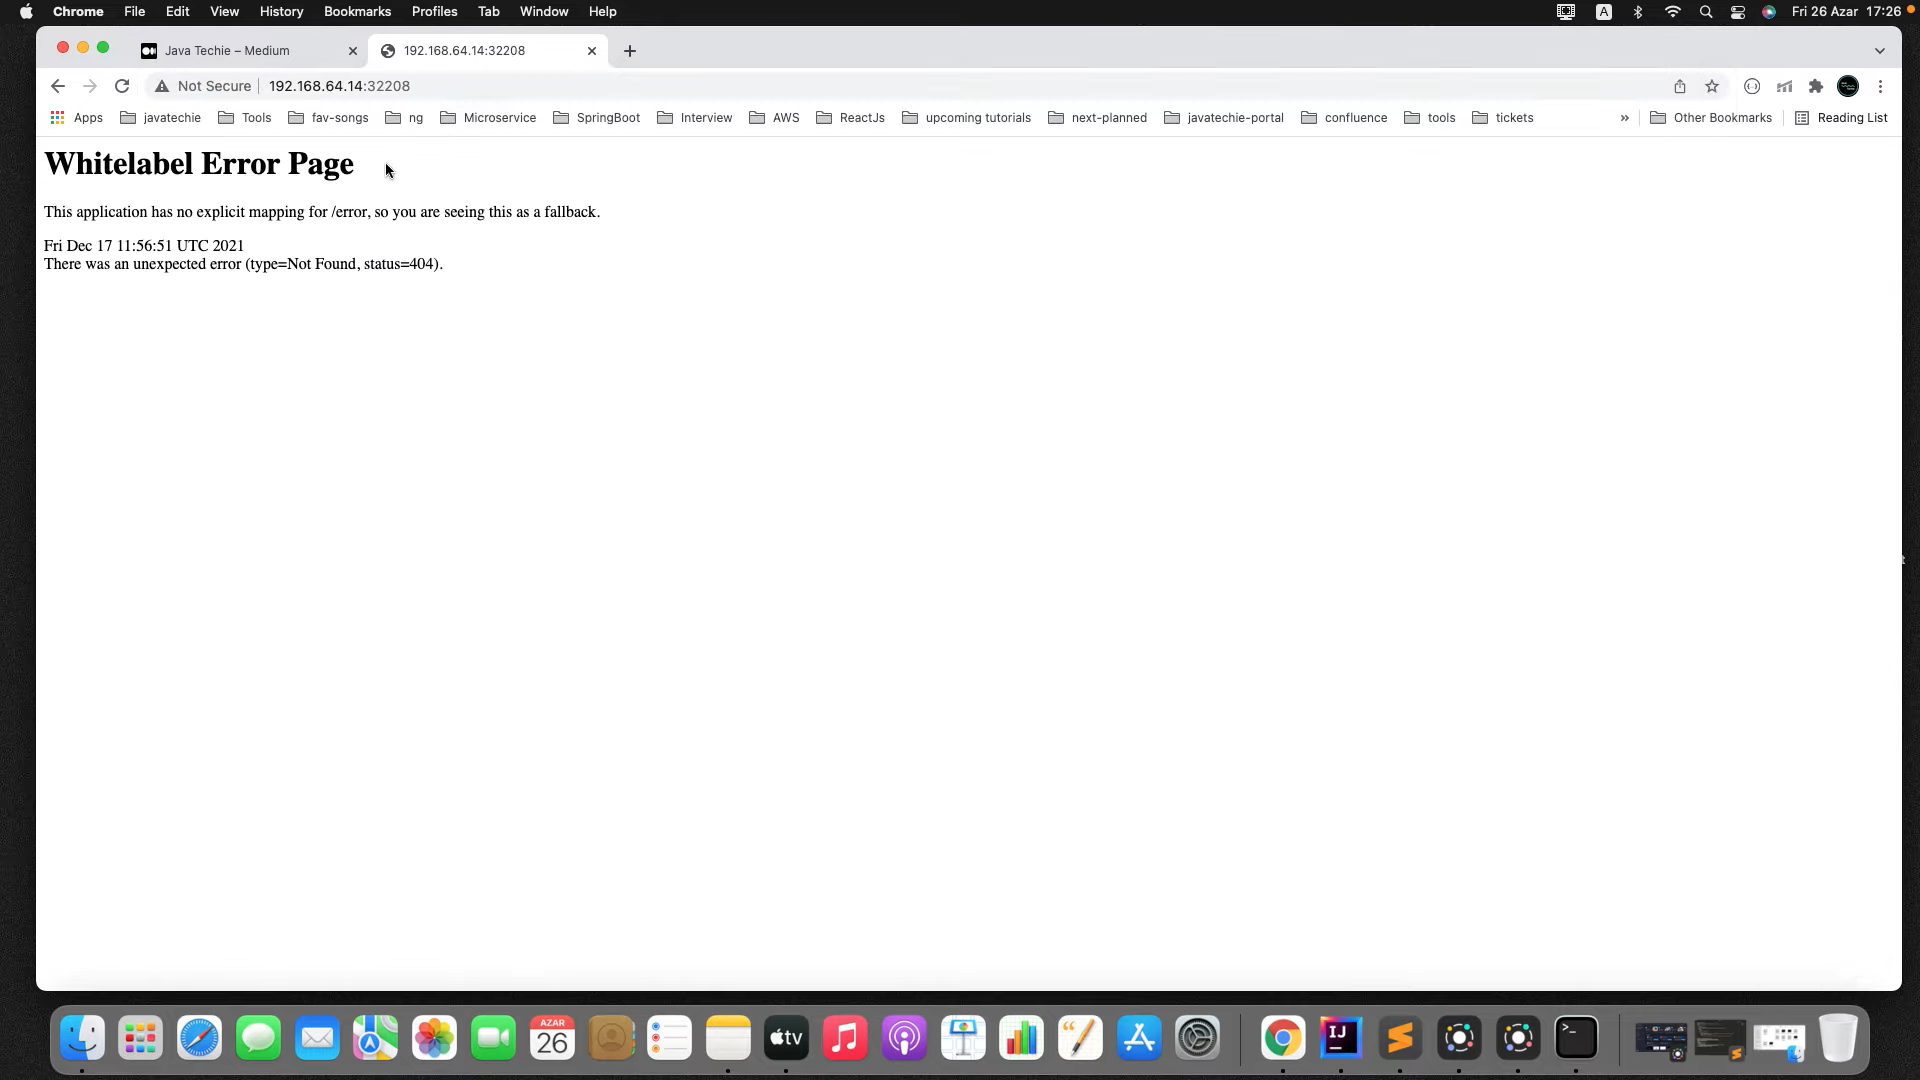 Chrome File Edit View History Bookmarks Profiles Tab Window Help A Fri 26 Azar 17:26
Java Techie – Medium 192.168.64.14:32208
Not Secure 192.168.64.14:32208
Apps javatechie Tools fav-songs ng Microservice SpringBoot Interview AWS ReactJs upcoming tutorials next-planned javatechie-portal confluence tools tickets » Other Bookmarks Reading List
Whitelabel Error Page
This application has no explicit mapping for /error, so you are seeing this as a fallback.
Fri Dec 17 11:56:51 UTC 2021
There was an unexpected error (type=Not Found, status=404).
AZAR
26
tv
IJ
>_